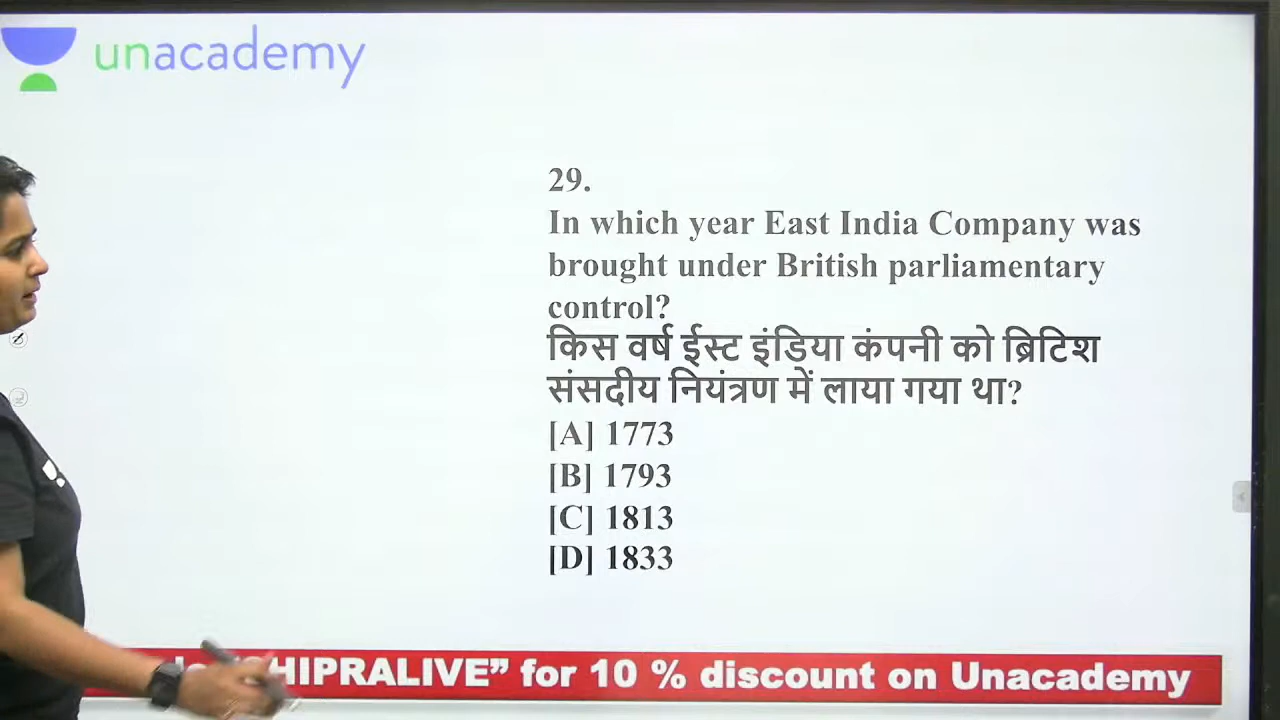 unacademy
29.
In which year East India Company was
brought under British parliamentary
control?
किस वर्ष ईस्ट इंडिया कंपनी को ब्रिटिश
संसदीय नियंत्रण में लाया गया था?
[A] 1773
[B] 1793
[C] 1813
[D] 1833
HIPRALIVE” for 10 % discount on Unacademy